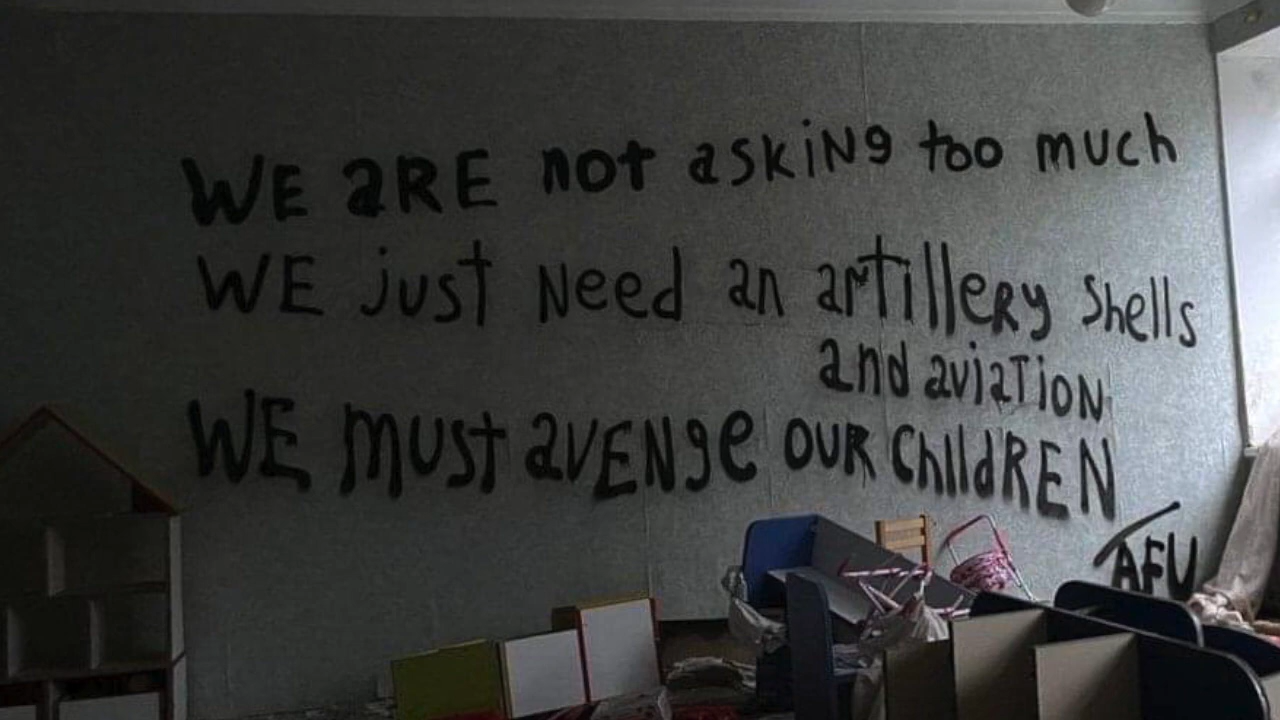 WE aRE not askiNg too much
WE just Need an artilleRy shells
and aviaTioN
WE must avENge OUR ChildREN
AFU